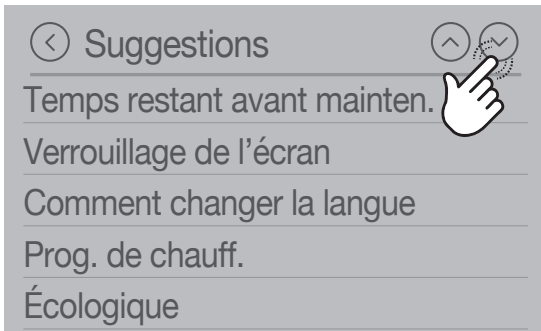 Suggestions
Temps restant avant mainten.
Verrouillage de l’écran
Comment changer la langue
Prog. de chauff.
Écologique